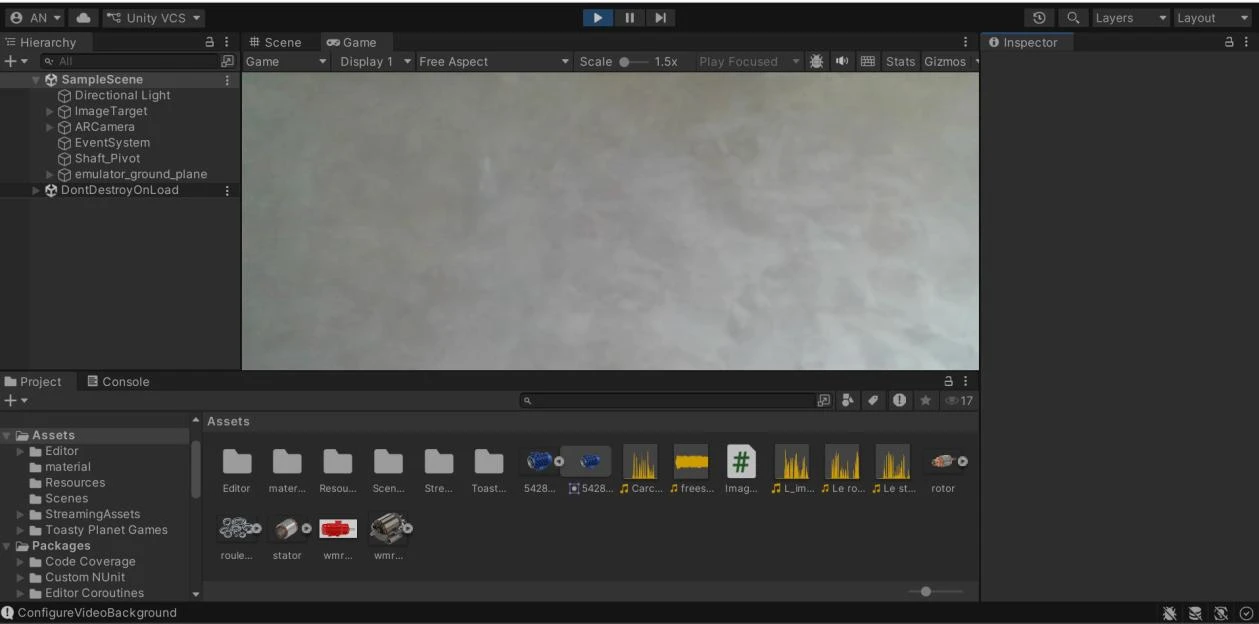 AN Unity VCS Layers Layout
Hierarchy Scene Game Inspector
All Game Display 1 Free Aspect Scale 1.5x Play Focused Stats Gizmos
SampleScene
Directional Light
ImageTarget
ARCamera
EventSystem
Shaft_Pivot
emulator_ground_plane
DontDestroyOnLoad
Project Console
17
Assets
Editor
material
Resources
Scenes
StreamingAssets
Toasty Planet Games
Packages
Code Coverage
Custom NUnit
Editor Coroutines
Assets
Editor mater... Resou... Scen... Stre... Toast... 5428... 5428... Carc... frees... Imag... L_im... Le ro... Le st... rotor
roule... stator wmr... wmr...
ConfigureVideoBackground